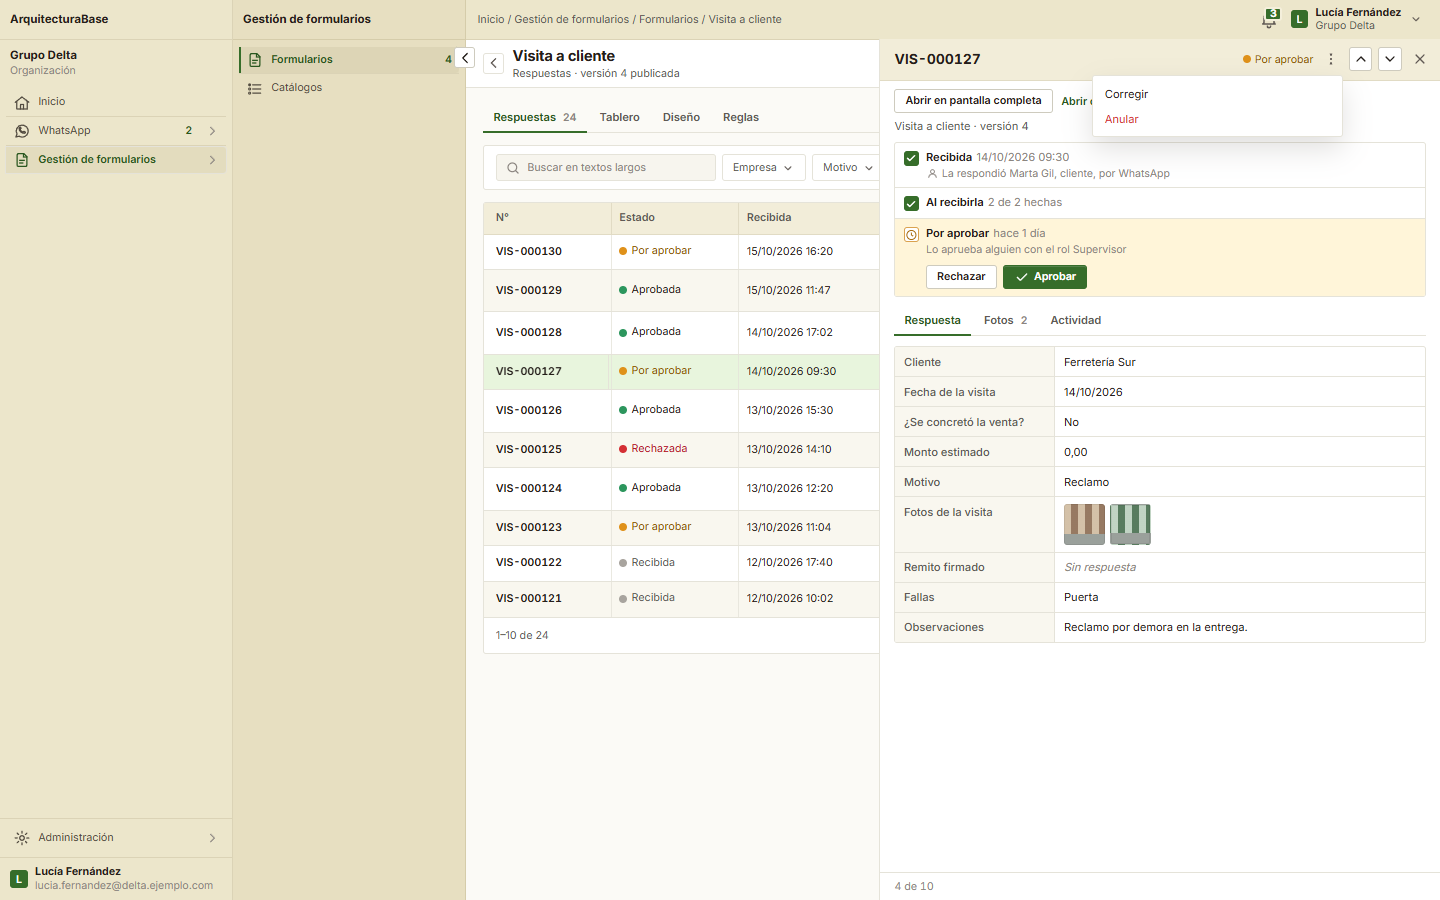 ArquitecturaBase
Grupo Delta
Organización
Inicio
WhatsApp 2
Gestión de formularios
Administración
L
Lucía Fernández
lucia.fernandez@delta.ejemplo.com
Gestión de formularios
Formularios 4
Catálogos
Inicio / Gestión de formularios / Formularios / Visita a cliente
3
L
Lucía Fernández
Grupo Delta
Visita a cliente
Respuestas · versión 4 publicada
Respuestas 24 Tablero Diseño Reglas
Buscar en textos largos Empresa Motivo
Nº Estado Recibida
VIS-000130 Por aprobar 15/10/2026 16:20
VIS-000129 Aprobada 15/10/2026 11:47
VIS-000128 Aprobada 14/10/2026 17:02
VIS-000127 Por aprobar 14/10/2026 09:30
VIS-000126 Aprobada 13/10/2026 15:30
VIS-000125 Rechazada 13/10/2026 14:10
VIS-000124 Aprobada 13/10/2026 12:20
VIS-000123 Por aprobar 13/10/2026 11:04
VIS-000122 Recibida 12/10/2026 17:40
VIS-000121 Recibida 12/10/2026 10:02
1–10 de 24
VIS-000127 Por aprobar
Corregir
Anular
Abrir en pantalla completa Abrir
Visita a cliente · versión 4
Recibida 14/10/2026 09:30
La respondió Marta Gil, cliente, por WhatsApp
Al recibirla 2 de 2 hechas
Por aprobar hace 1 día
Lo aprueba alguien con el rol Supervisor
Rechazar Aprobar
Respuesta Fotos 2 Actividad
Cliente Ferretería Sur
Fecha de la visita 14/10/2026
¿Se concretó la venta? No
Monto estimado 0,00
Motivo Reclamo
Fotos de la visita
Remito firmado Sin respuesta
Fallas Puerta
Observaciones Reclamo por demora en la entrega.
4 de 10